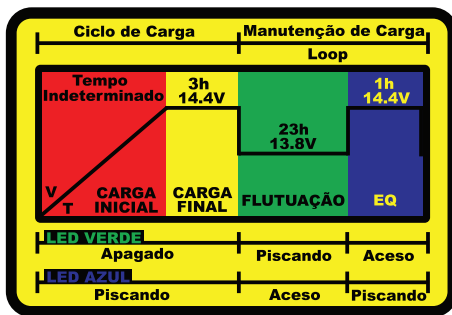 Ciclo de Carga
Manutenção de Carga
Loop
Tempo
Indeterminado
3h
14.4V
23h
13.8V
1h
14.4V
V
T
CARGA
INICIAL
CARGA
FINAL
FLUTUAÇÃO
EQ
LED VERDE
Apagado
Piscando
Aceso
LED AZUL
Piscando
Aceso
Piscando